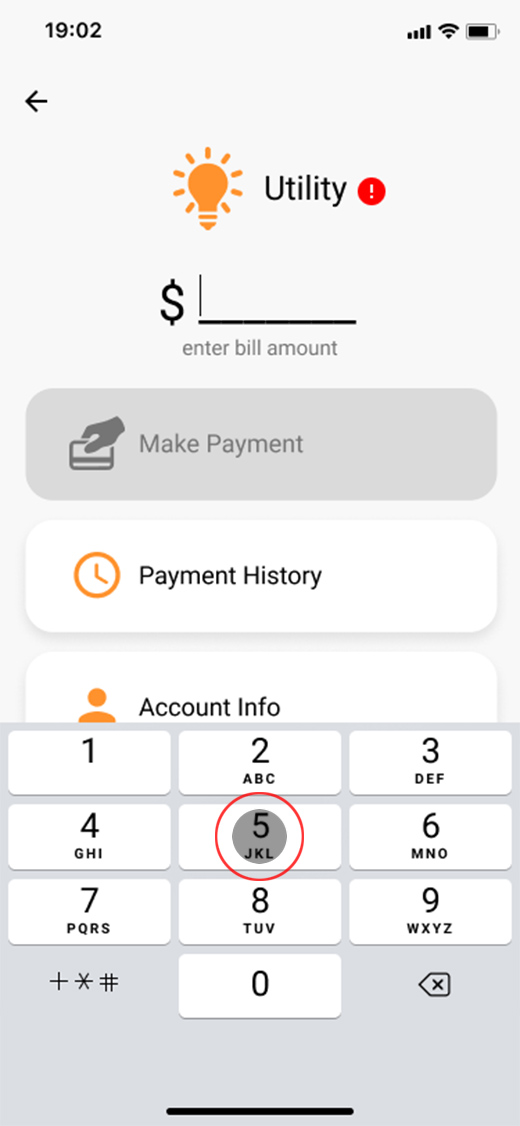 19:02
Utility !
$ _______
enter bill amount
Make Payment
Payment History
Account Info
1 2 3
ABC DEF
4 5 6
GHI JKL MNO
7 8 9
PQRS TUV WXYZ
+*# 0